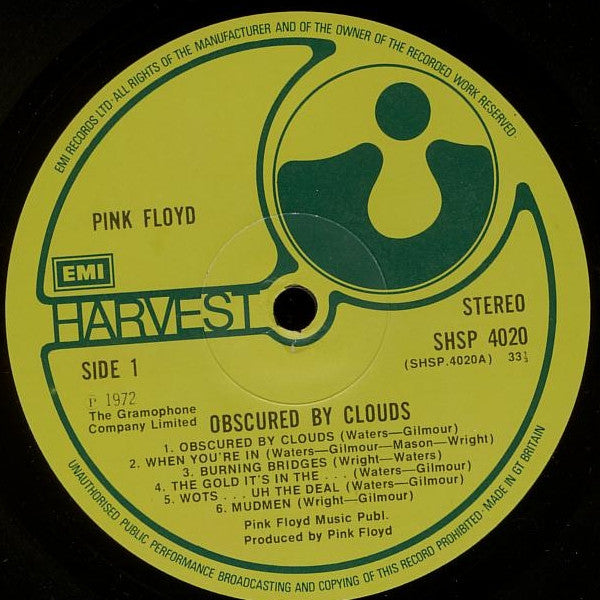 EMI RECORDS LTD · ALL RIGHTS OF THE MANUFACTURER AND OF THE OWNER OF THE RECORDED WORK RESERVED ·
PINK FLOYD
EMI
HARVEST
STEREO
SHSP 4020
(SHSP.4020A) 33⅓
SIDE 1
P 1972
The Gramophone
Company Limited
OBSCURED BY CLOUDS
1. OBSCURED BY CLOUDS (Waters—Gilmour)
2. WHEN YOU'RE IN (Waters—Gilmour—Mason—Wright)
3. BURNING BRIDGES (Wright—Waters)
4. THE GOLD IT'S IN THE . . . (Waters—Gilmour)
5. WOTS . . . UH THE DEAL (Waters—Gilmour)
6. MUDMEN (Wright—Gilmour)
Pink Floyd Music Publ.
Produced by Pink Floyd
UNAUTHORISED PUBLIC PERFORMANCE BROADCASTING AND COPYING OF THIS RECORD PROHIBITED · MADE IN GT BRITAIN